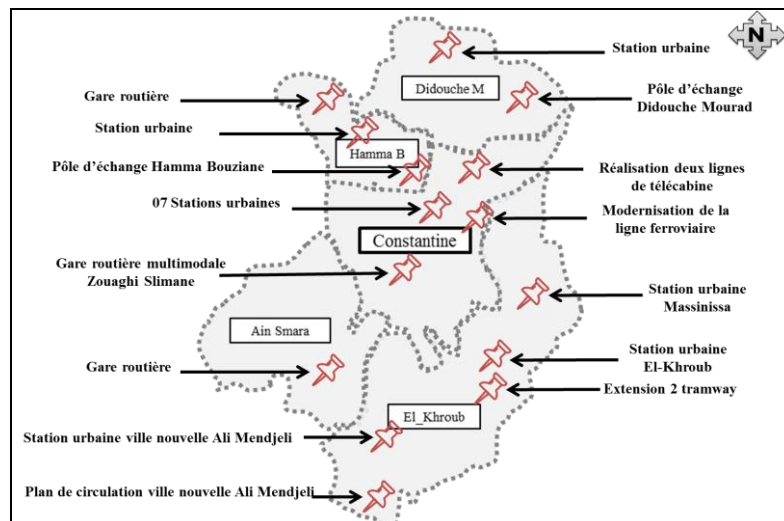 N
Station urbaine
Didouche M
Gare routière
Pôle d'échange
Didouche Mourad
Station urbaine
Hamma B
Pôle d'échange Hamma Bouziane
Réalisation deux lignes
de télécabine
07 Stations urbaines
Modernisation de la
ligne ferroviaire
Constantine
Gare routière multimodale
Zouaghi Slimane
Station urbaine
Massinissa
Ain Smara
Station urbaine
El-Khroub
Gare routière
Extension 2 tramway
El_Khroub
Station urbaine ville nouvelle Ali Mendjeli
Plan de circulation ville nouvelle Ali Mendjeli